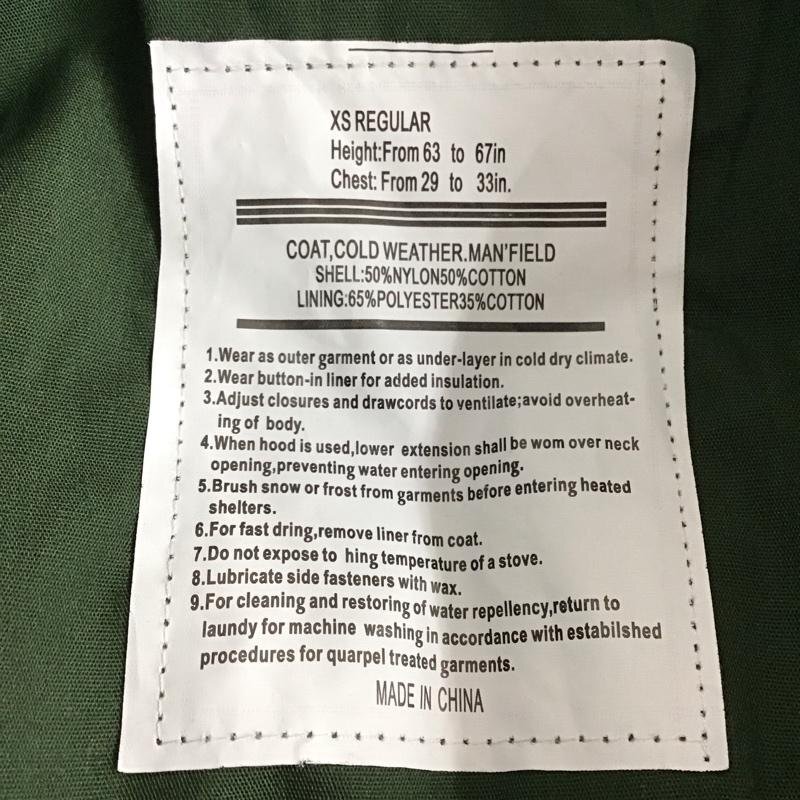 XS REGULAR
Height:From 63 to 67in
Chest: From 29 to 33in.
COAT,COLD WEATHER.MAN'FIELD
SHELL:50%NYLON50%COTTON
LINING:65%POLYESTER35%COTTON
1.Wear as outer garment or as under-layer in cold dry climate.
2.Wear button-in liner for added insulation.
3.Adjust closures and drawcords to ventilate;avoid overheat-
ing of body.
4.When hood is used,lower extension shall be wom over neck
opening,preventing water entering opening.
5.Brush snow or frost from garments before entering heated
shelters.
6.For fast dring,remove liner from coat.
7.Do not expose to hing temperature of a stove.
8.Lubricate side fasteners with wax.
9.For cleaning and restoring of water repellency,return to
laundy for machine washing in accordance with estabilshed
procedures for quarpel treated garments.
MADE IN CHINA